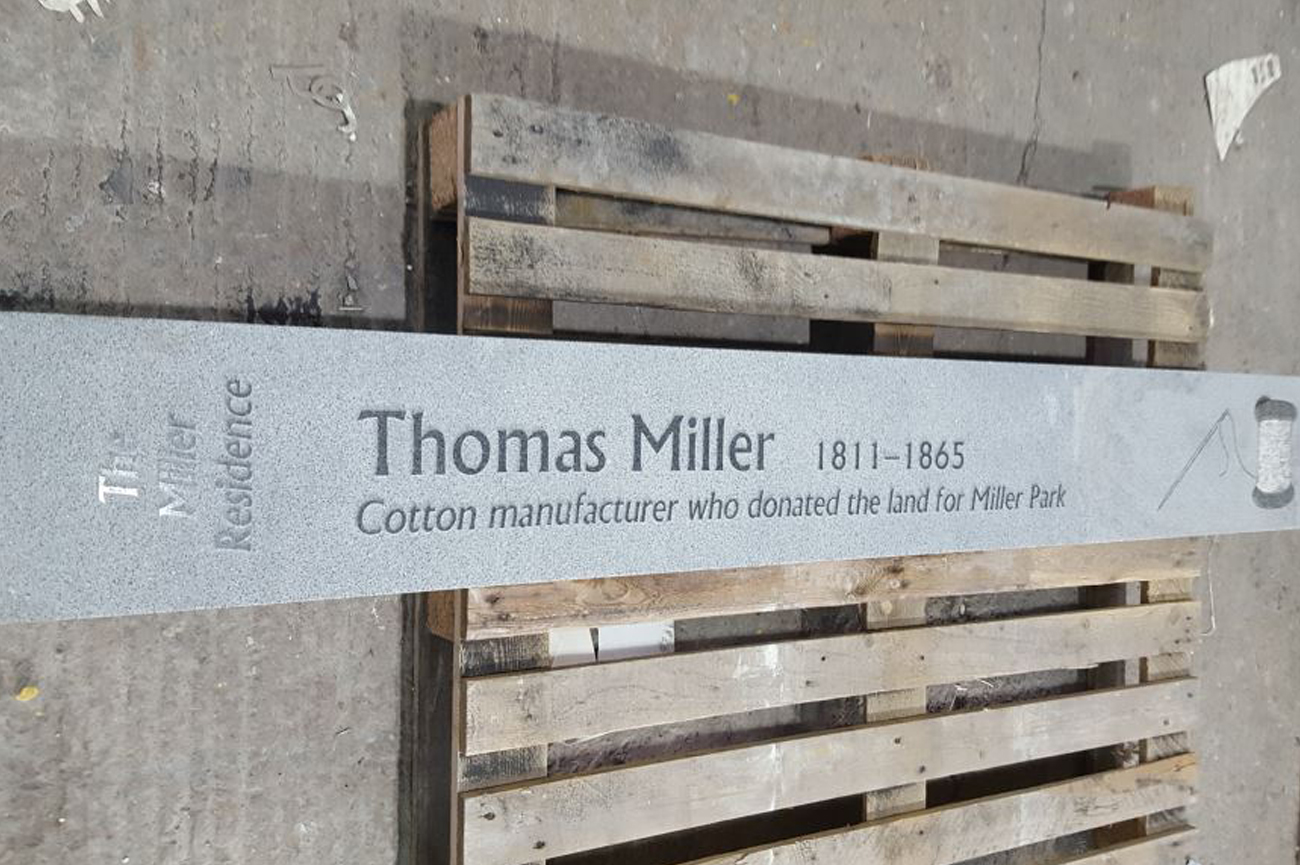 The
Miller
Residence
Thomas Miller 1811–1865
Cotton manufacturer who donated the land for Miller Park